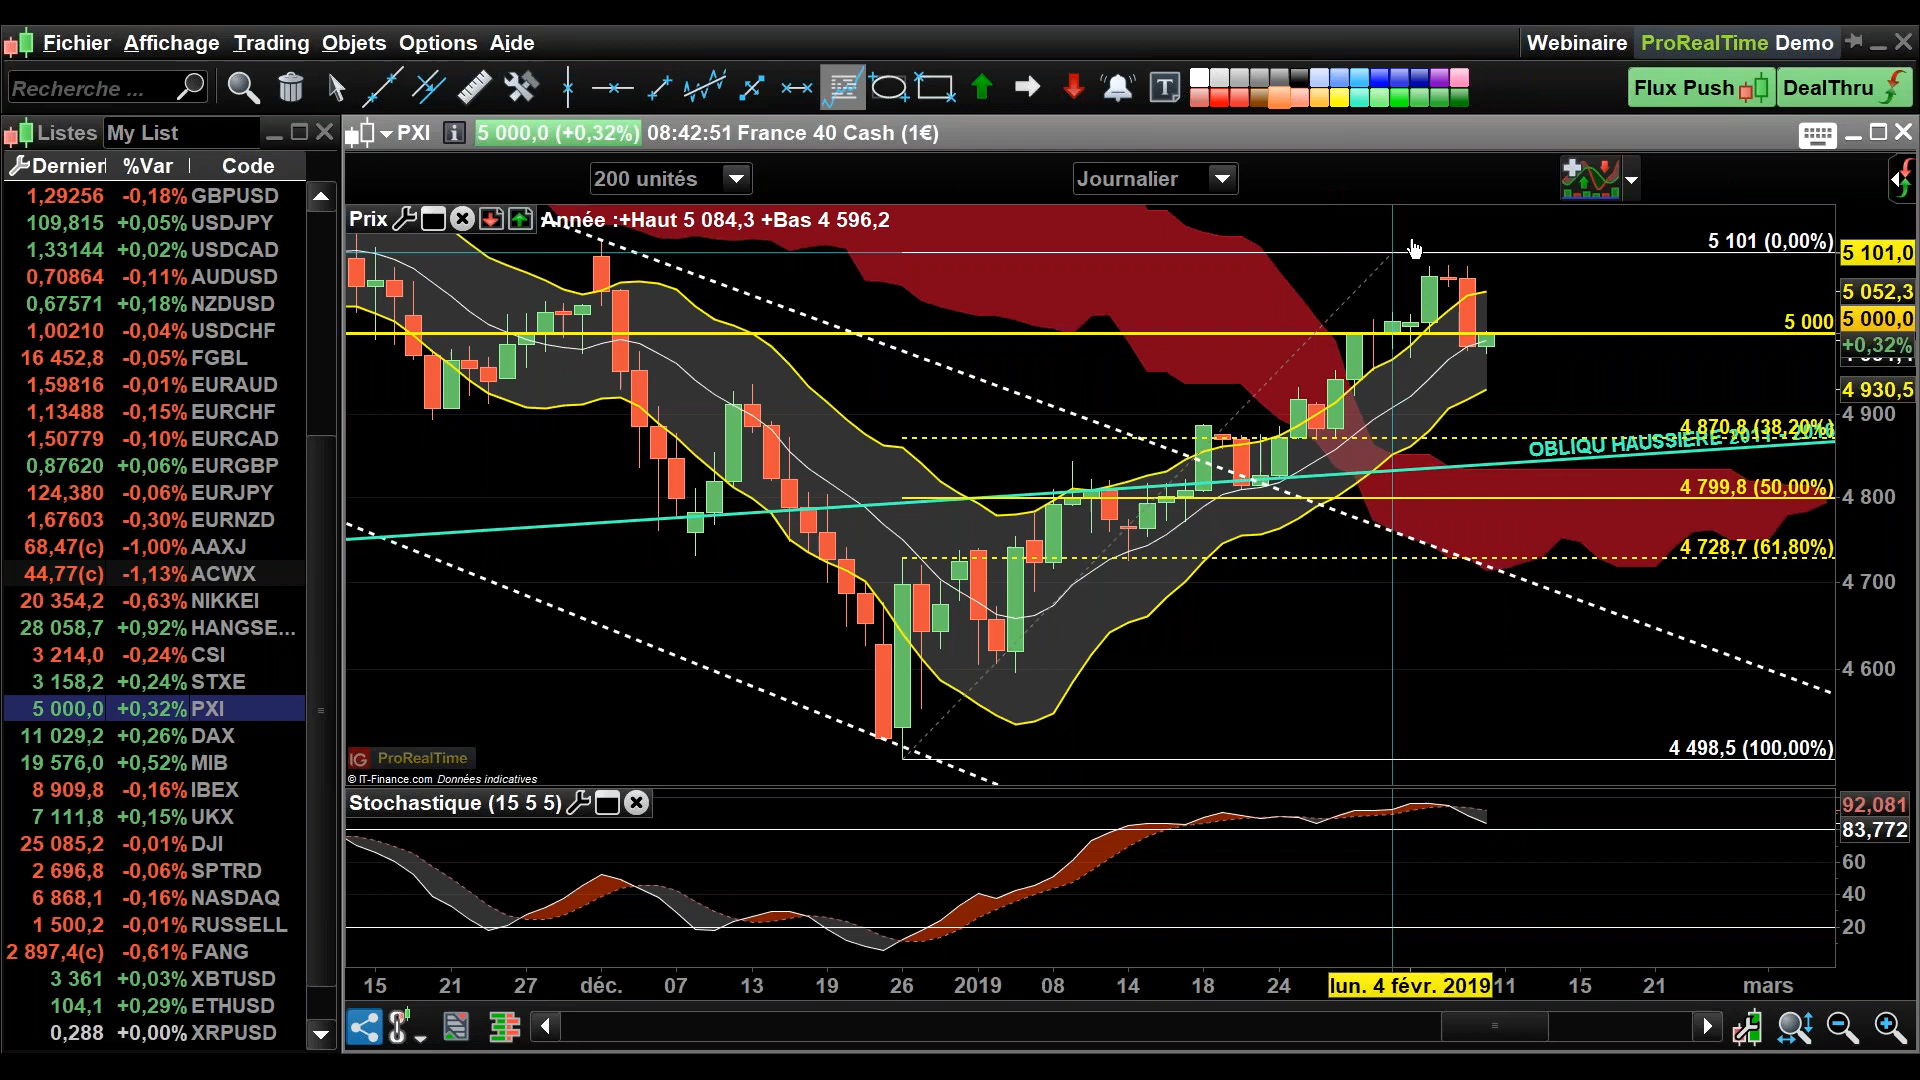 Fichier Affichage Trading Objets Options Aide
Webinaire ProRealTime Demo
Recherche ...
T
Flux Push
DealThru
Listes My List
PXI i 5 000,0 (+0,32%) 08:42:51 France 40 Cash (1€)
Dernier %Var Code
200 unités
Journalier
1,29256 -0,18% GBPUSD
109,815 +0,05% USDJPY
1,33144 +0,02% USDCAD
0,70864 -0,11% AUDUSD
0,67571 +0,18% NZDUSD
1,00210 -0,04% USDCHF
16 452,8 -0,05% FGBL
1,59816 -0,01% EURAUD
1,13488 -0,15% EURCHF
1,50779 -0,10% EURCAD
0,87620 +0,06% EURGBP
124,380 -0,06% EURJPY
1,67603 -0,30% EURNZD
68,47(c) -1,00% AAXJ
44,77(c) -1,13% ACWX
20 354,2 -0,63% NIKKEI
28 058,7 +0,92% HANGSE...
3 214,0 -0,24% CSI
3 158,2 +0,24% STXE
5 000,0 +0,32% PXI
11 029,2 +0,26% DAX
19 576,0 +0,52% MIB
8 909,8 -0,16% IBEX
7 111,8 +0,15% UKX
25 085,2 -0,01% DJI
2 696,8 -0,06% SPTRD
6 868,1 -0,16% NASDAQ
1 500,2 -0,01% RUSSELL
2 897,4(c) -0,61% FANG
3 361 +0,03% XBTUSD
104,1 +0,29% ETHUSD
0,288 +0,00% XRPUSD
Prix
Année :+Haut 5 084,3 +Bas 4 596,2
5 101 (0,00%)
5 101,0
5 052,3
5 000
5 000,0
+0,32%
4 930,5
4 900
4 870,8 (38,20%)
OBLIQU HAUSSIERE 2011 -
4 799,8 (50,00%)
4 800
4 728,7 (61,80%)
4 700
4 600
4 498,5 (100,00%)
IG ProRealTime
© IT-Finance.com Données indicatives
Stochastique (15 5 5)
92,081
83,772
60
40
20
15 21 27 déc. 07 13 19 26 2019 08 14 18 24 lun. 4 févr. 2019 11 15 21 mars